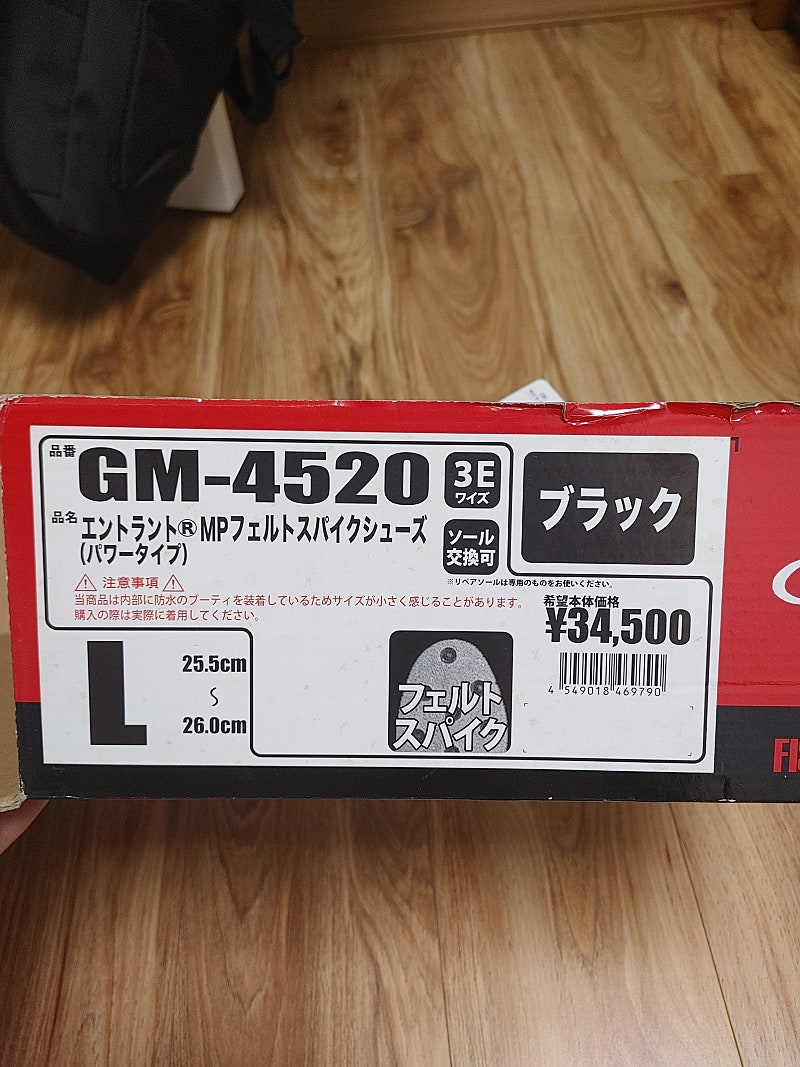 品番 GM-4520
3E
ワイズ
ブラック
品名 エントラント® MPフェルトスパイクシューズ
(パワータイプ)
ソール
交換可
※リペアソールは専用のものをお使いください。
注意事項
当商品は内部に防水のブーティを装着しているためサイズが小さく感じることがあります。
購入の際は実際に着用してください。
希望本体価格
¥34,500
4 549018 469790
L
25.5cm
〜
26.0cm
フェルト
スパイク